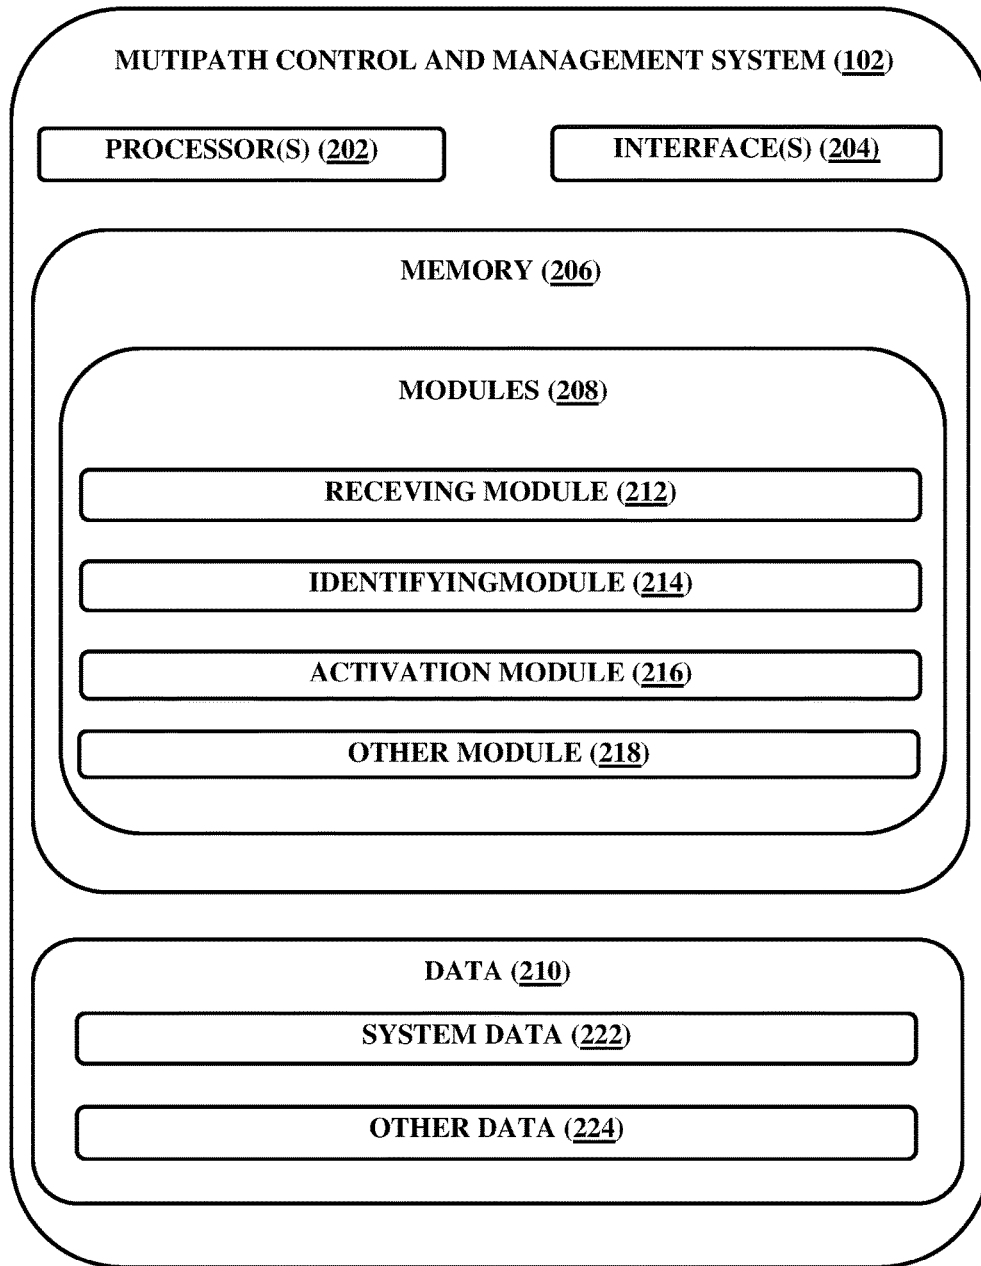 MUTIPATH CONTROL AND MANAGEMENT SYSTEM (102)
PROCESSOR(S) (202)
INTERFACE(S) (204)
MEMORY (206)
MODULES (208)
RECEVING MODULE (212)
IDENTIFYINGMODULE (214)
ACTIVATION MODULE (216)
OTHER MODULE (218)
DATA (210)
SYSTEM DATA (222)
OTHER DATA (224)